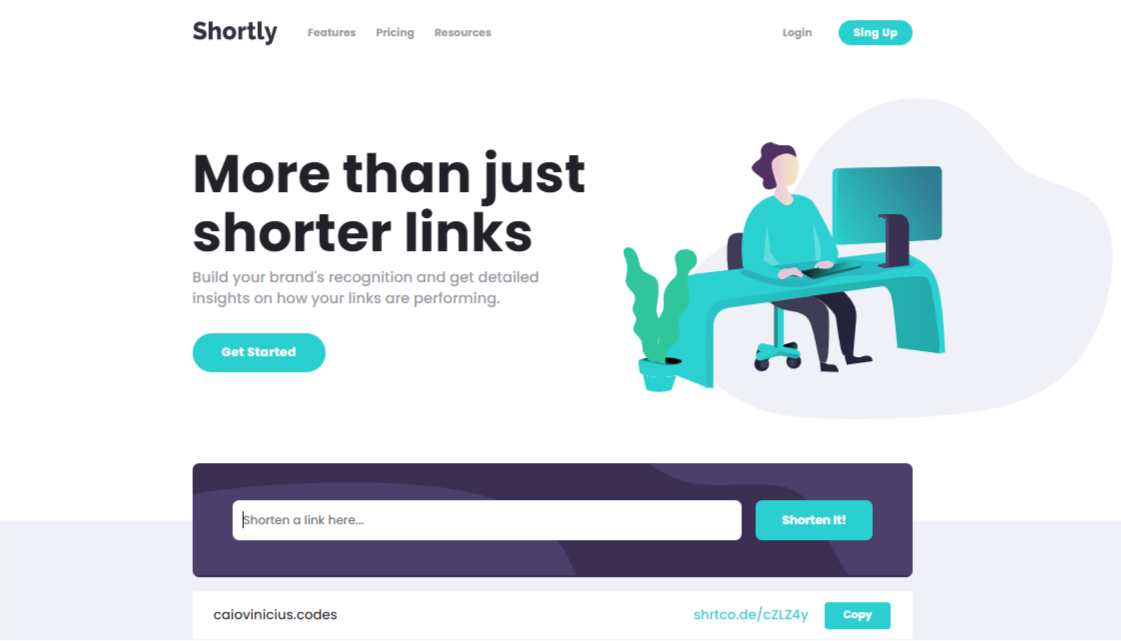 Shortly Features Pricing Resources Login Sing Up
More than just
shorter links
Build your brand's recognition and get detailed
insights on how your links are performing.
Get Started
Shorten a link here...
Shorten It!
caiovinicius.codes shrtco.de/cZLZ4y Copy